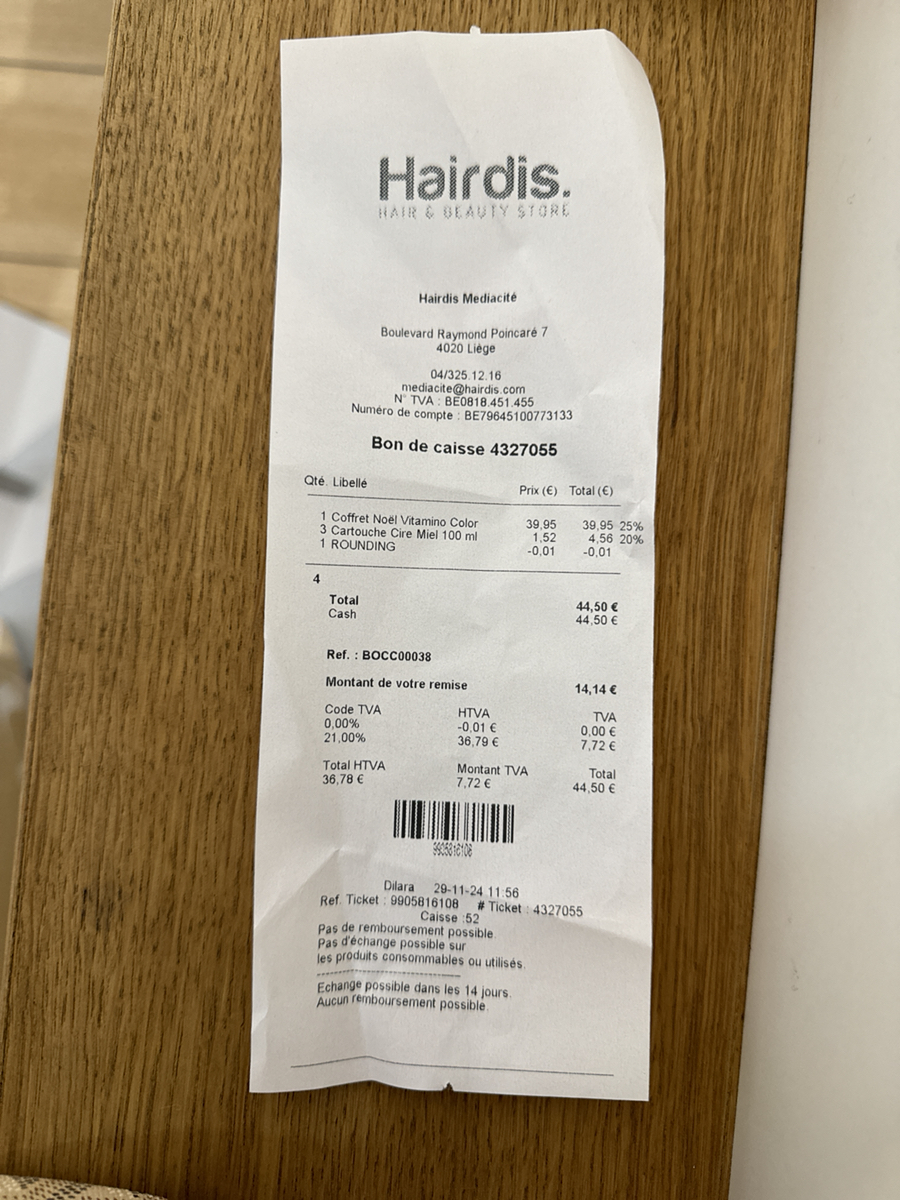 Hairdis.
HAIR & BEAUTY STORE
Hairdis Mediacité
Boulevard Raymond Poincaré 7
4020 Liège
04/325.12.16
mediacite@hairdis.com
N° TVA : BE0818.451.455
Numéro de compte : BE79645100773133
Bon de caisse 4327055
Qté. Libellé Prix (€) Total (€)
1 Coffret Noël Vitamino Color 39,95 39,95 25%
3 Cartouche Cire Miel 100 ml 1,52 4,56 20%
1 ROUNDING -0,01 -0,01
4
Total 44,50 €
Cash 44,50 €
Ref. : BOCC00038
Montant de votre remise 14,14 €
Code TVA HTVA TVA
0,00% -0,01 € 0,00 €
21,00% 36,79 € 7,72 €
Total HTVA Montant TVA Total
36,78 € 7,72 € 44,50 €
Dilara 29-11-24 11:56
Ref. Ticket : 9905816108 # Ticket : 4327055
Caisse :52
Pas de remboursement possible.
Pas d'échange possible sur
les produits consommables ou utilisés.
Echange possible dans les 14 jours.
Aucun remboursement possible.